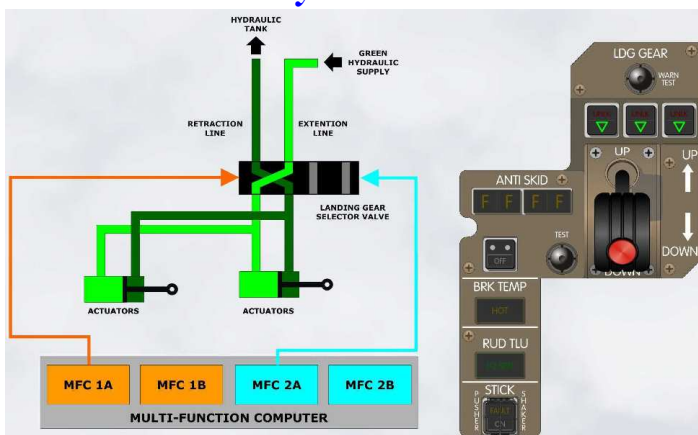 y
HYDRAULIC
TANK
GREEN
HYDRAULIC
SUPPLY
RETRACTION
LINE
EXTENTION
LINE
LANDING GEAR
SELECTOR VALVE
ACTUATORS
ACTUATORS
MFC 1A
MFC 1B
MFC 2A
MFC 2B
MULTI-FUNCTION COMPUTER
LDG GEAR
WARN
TEST
UP
UP
DOWN
DOWN
ANTI SKID
F F F F
TEST
OFF
BRK TEMP
HOT
RUD TLU
STICK
PUSHER
SHAKER
FAULT